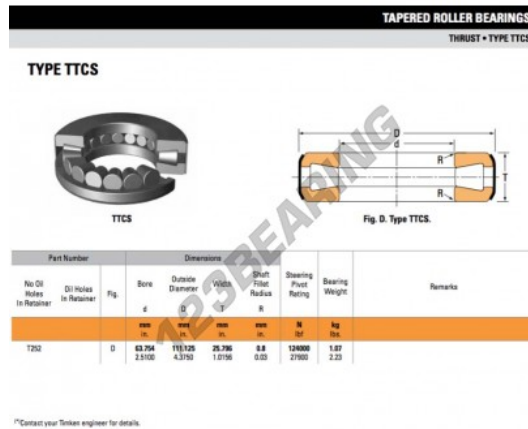 TAPERED ROLLER BEARINGS
THRUST • TYPE TTCS
TYPE TTCS
D
d
R
T
R
TTCS
Fig. D. Type TTCS.
123BEARING
Part Number Dimensions
No Oil Holes In Retainer Oil Holes In Retainer Fig. Bore Outside Diameter Width Shaft Fillet Radius Steering Pivot Rating Bearing Weight Remarks
d D T R
mm mm mm mm N kg
in. in. in. in. lbf lbs.
T252 D 63.754 111.125 25.796 0.8 124000 1.07
2.5100 4.3750 1.0156 0.03 27900 2.23
(*)Contact your Timken engineer for details.